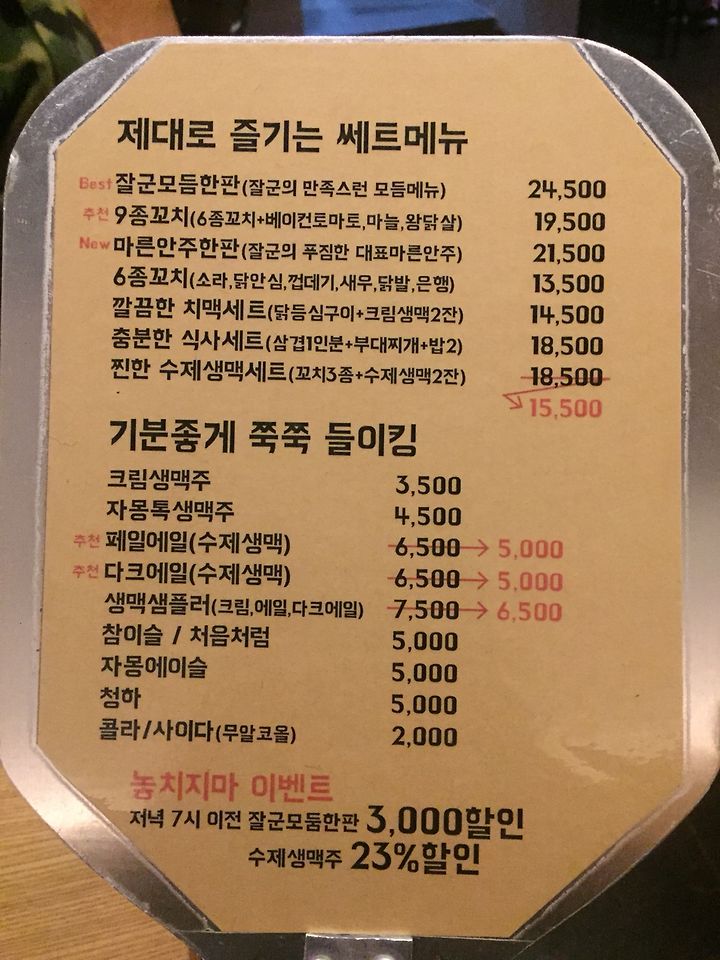 제대로 즐기는 쎄트메뉴
Best 잘군모듬한판(잘군의 만족스런 모듬메뉴) 24,500
추천 9종꼬치(6종꼬치+베이컨토마토,마늘,왕닭살) 19,500
New 마른안주한판(잘군의 푸짐한 대표마른안주) 21,500
6종꼬치(소라,닭안심,껍데기,새우,닭발,은행) 13,500
깔끔한 치맥세트(닭등심구이+크림생맥2잔) 14,500
충분한 식사세트(삼겹1인분+부대찌개+밥2) 18,500
찐한 수제생맥세트(꼬치3종+수제생맥2잔) 18,500
15,500
기분좋게 쭉쭉 들이킹
크림생맥주 3,500
자몽톡생맥주 4,500
추천 페일에일(수제생맥) 6,500 → 5,000
추천 다크에일(수제생맥) 6,500 → 5,000
생맥샘플러(크림,에일,다크에일) 7,500 → 6,500
참이슬 / 처음처럼 5,000
자몽에이슬 5,000
청하 5,000
콜라/사이다(무알코올) 2,000
놓치지마 이벤트
저녁 7시 이전 잘군모둠한판 3,000할인
수제생맥주 23%할인